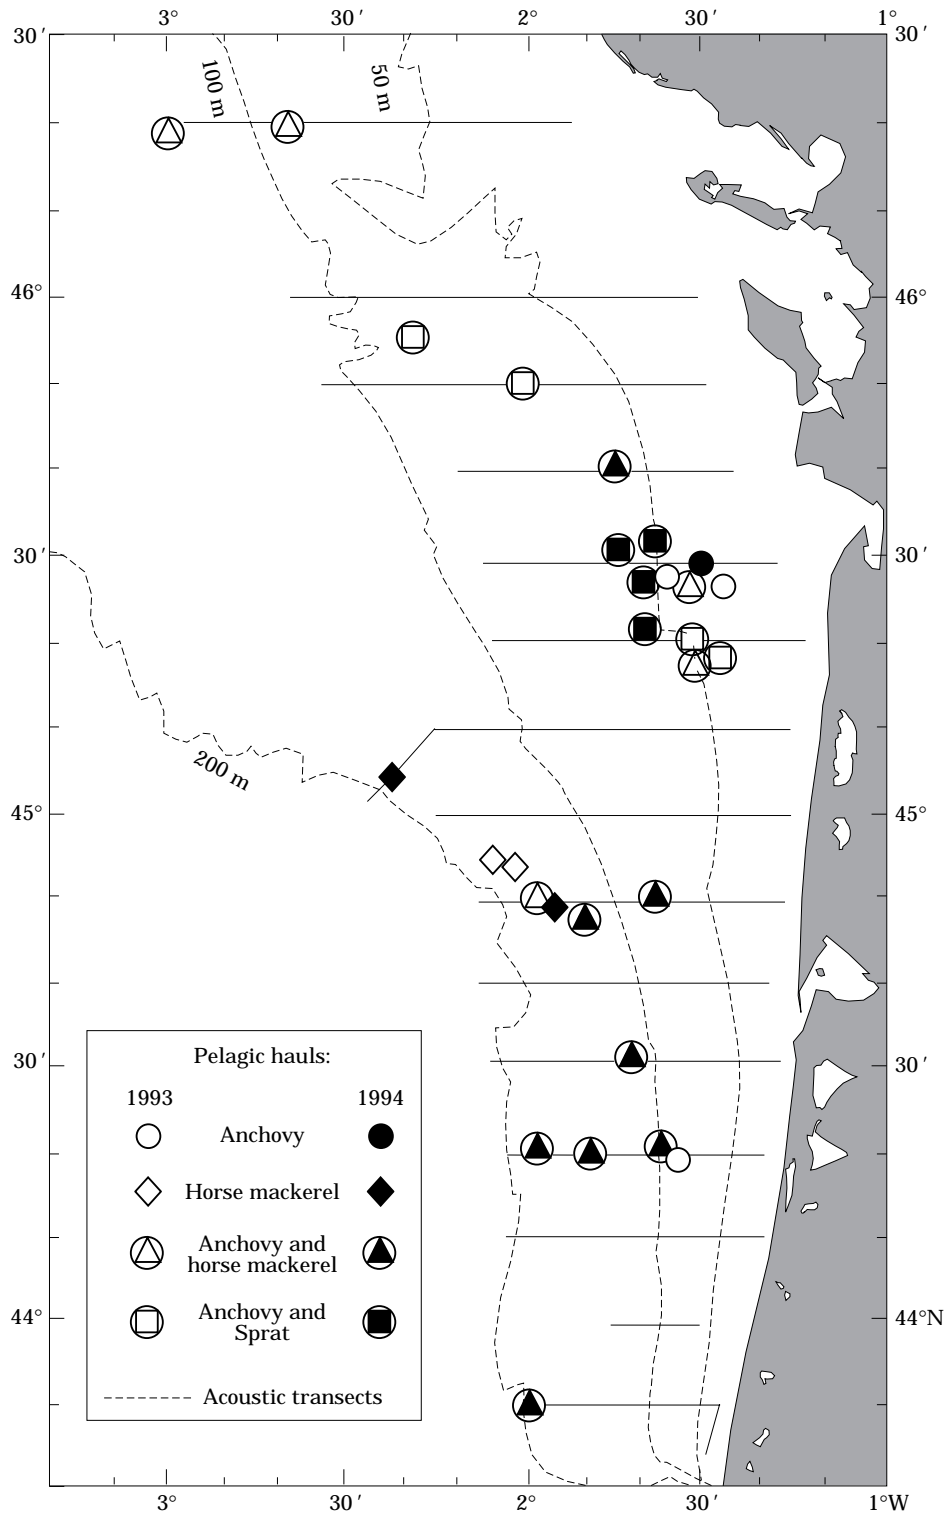 3° 30′ 2° 30′ 1°
30′ 30′
100 m
50 m
46° 46°
30′ 30′
200 m
45° 45°
30′ 30′
Pelagic hauls:
1993 1994
Anchovy
Horse mackerel
Anchovy and
horse mackerel
Anchovy and
Sprat
Acoustic transects
44° 44°N
3° 30′ 2° 30′ 1°W